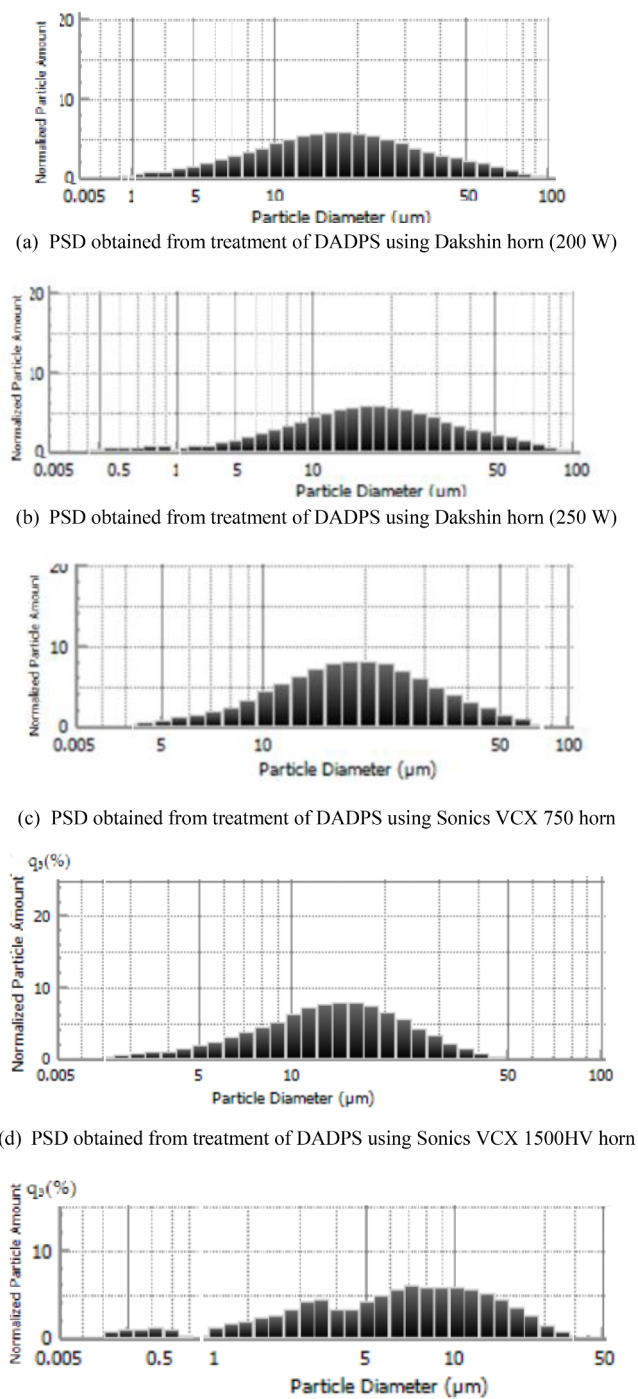 Normalized Particle Amount
20
10
0
0.005 1 5 10 50 100
Particle Diameter (μm)
(a) PSD obtained from treatment of DADPS using Dakshin horn (200 W)
Normalized Particle Amount
20
10
0
0.005 0.5 1 5 10 50 100
Particle Diameter (μm)
(b) PSD obtained from treatment of DADPS using Dakshin horn (250 W)
Normalized Particle Amount
20
10
0
0.005 5 10 50 100
Particle Diameter (μm)
(c) PSD obtained from treatment of DADPS using Sonics VCX 750 horn
q₃(%)
Normalized Particle Amount
20
10
0
0.005 5 10 50 100
Particle Diameter (μm)
(d) PSD obtained from treatment of DADPS using Sonics VCX 1500HV horn
q₃(%)
Normalized Particle Amount
10
0
0.005 0.5 1 5 10 50
Particle Diameter (μm)